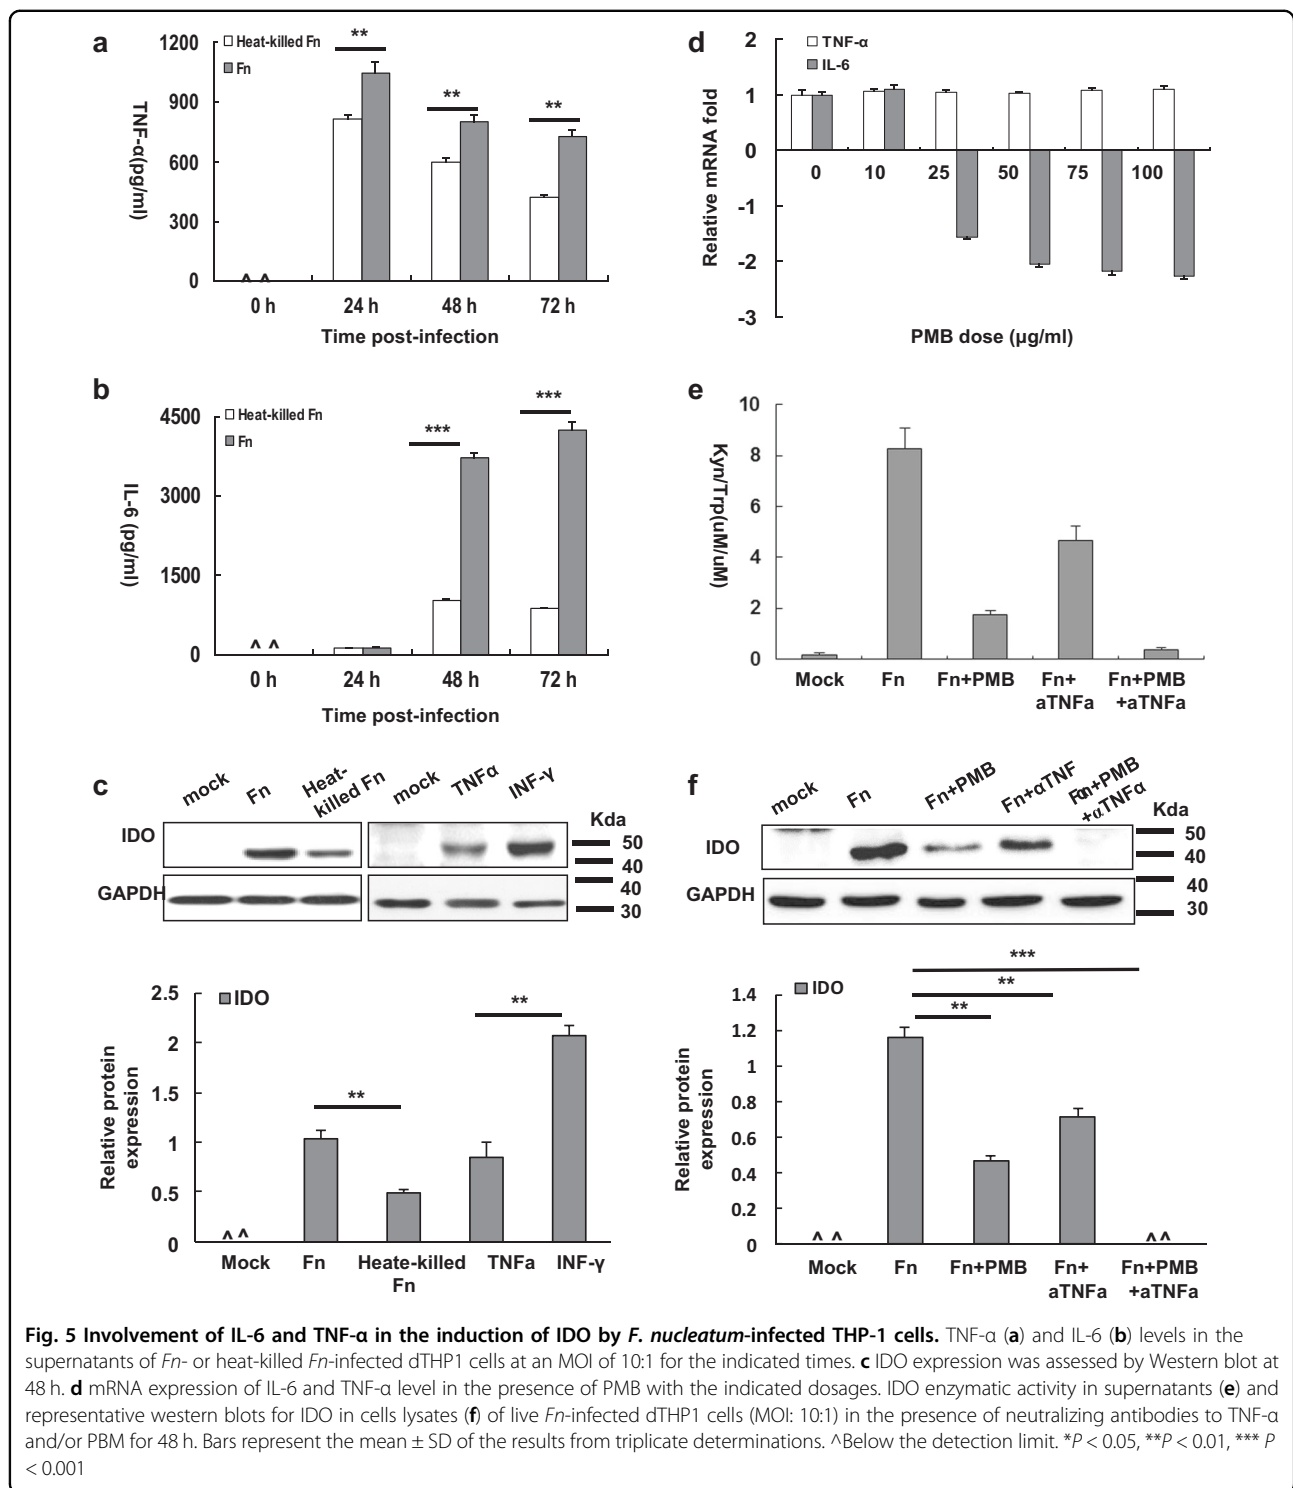 a
1200
900
600
300
0
TNF-α(pg/ml)
Heat-killed Fn
Fn
**
**
**
^ ^
0 h 24 h 48 h 72 h
Time post-infection
d
2
1
0
-1
-2
-3
Relative mRNA fold
TNF-α
IL-6
0 10 25 50 75 100
PMB dose (µg/ml)
b
4500
3000
1500
0
IL-6 (pg/ml)
Heat-killed Fn
Fn
***
***
^ ^
0 h 24 h 48 h 72 h
Time post-infection
e
10
8
6
4
2
0
Kyn/Trp(uM/uM)
Mock Fn Fn+PMB Fn+ Fn+PMB
aTNFa +aTNFa
c
mock Fn Heat-
killed Fn
mock TNFα INF-γ
Kda
IDO
50
40
GAPDH
40
30
2.5
2
1.5
1
0.5
0
Relative protein
expression
IDO
**
**
^ ^
Mock Fn Heate-killed TNFa INF-γ
Fn
f
mock Fn Fn+PMB Fn+αTNF Fn+PMB
α
+αTNFα
Kda
IDO
50
40
GAPDH
40
30
1.4
1.2
1
0.8
0.6
0.4
0.2
0
Relative protein
expression
IDO
***
**
**
^ ^
^^
Mock Fn Fn+PMB Fn+ Fn+PMB
aTNFa +aTNFa
Fig. 5 Involvement of IL-6 and TNF-α in the induction of IDO by F. nucleatum-infected THP-1 cells. TNF-α (a) and IL-6 (b) levels in the
supernatants of Fn- or heat-killed Fn-infected dTHP1 cells at an MOI of 10:1 for the indicated times. c IDO expression was assessed by Western blot at
48 h. d mRNA expression of IL-6 and TNF-α level in the presence of PMB with the indicated dosages. IDO enzymatic activity in supernatants (e) and
representative western blots for IDO in cells lysates (f) of live Fn-infected dTHP1 cells (MOI: 10:1) in the presence of neutralizing antibodies to TNF-α
and/or PBM for 48 h. Bars represent the mean ± SD of the results from triplicate determinations. ^Below the detection limit. *P < 0.05, **P < 0.01, *** P
< 0.001